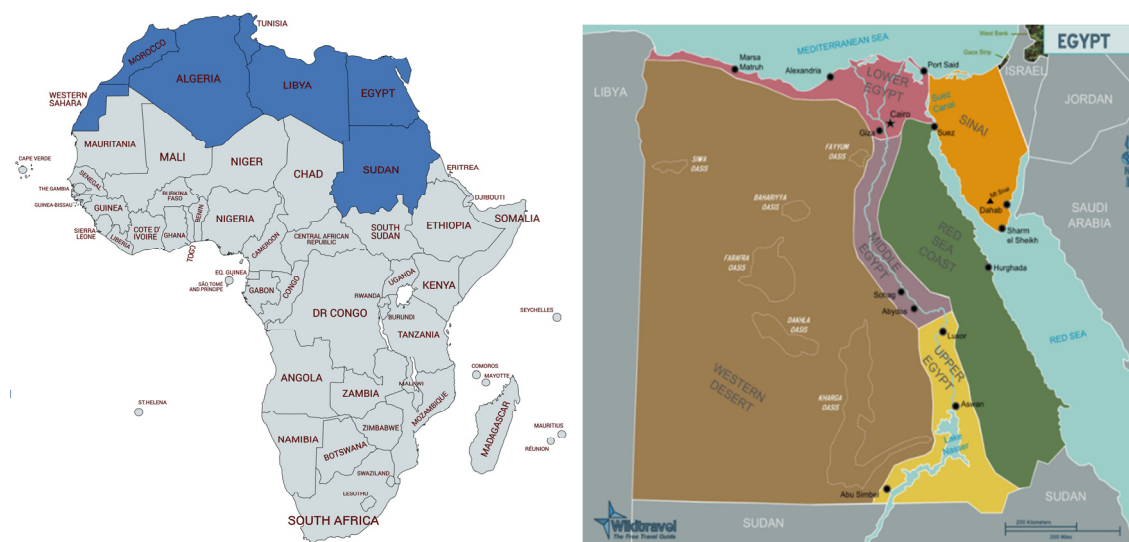 TUNISIA
MOROCCO
ALGERIA
LIBYA
EGYPT
WESTERN
SAHARA
MAURITANIA
MALI
NIGER
CHAD
SUDAN
ERITREA
CAPE VERDE
SENEGAL
THE GAMBIA
GUINEA-BISSAU
GUINEA
SIERRA
LEONE
LIBERIA
COTE D'
IVOIRE
BURKINA
FASO
GHANA
TOGO
BENIN
NIGERIA
CAMEROON
CENTRAL AFRICAN
REPUBLIC
SOUTH
SUDAN
ETHIOPIA
DJIBOUTI
SOMALIA
EQ. GUINEA
SÃO TOMÉ
AND PRINCIPE
GABON
CONGO
DR CONGO
UGANDA
RWANDA
BURUNDI
KENYA
TANZANIA
SEYCHELLES
COMOROS
MAYOTTE
ST.HELENA
ANGOLA
ZAMBIA
MALAWI
MOZAMBIQUE
MADAGASCAR
MAURITIUS
RÉUNION
NAMIBIA
ZIMBABWE
BOTSWANA
SWAZILAND
LESOTHO
SOUTH AFRICA
EGYPT
MEDITERRANEAN SEA
West Bank
Gaza Strip
ISRAEL
JORDAN
LIBYA
Marsa
Matruh
Alexandria
Port Said
LOWER
EGYPT
Suez
Canal
Cairo
Giza
Suez
SINAI
SIWA
OASIS
FAYYUM
OASIS
BAHARIYYA
OASIS
Mt Sinai
Dahab
SAUDI
ARABIA
Sharm
el Sheikh
RED SEA
COAST
MIDDLE
EGYPT
FARAFRA
OASIS
Hurghada
Sohag
Abydos
DAKHLA
OASIS
Luxor
RED SEA
UPPER
EGYPT
WESTERN
DESERT
KHARGA
OASIS
Aswan
Lake
Nasser
Abu Simbel
SUDAN
SUDAN
Wikitravel
The Free Travel Guide
200 Kilometers
200 Miles